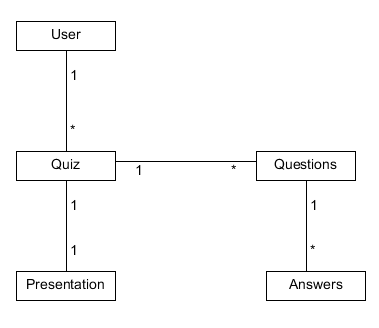 User
1
*
Quiz
1
*
Questions
1
1
1
*
Presentation
Answers